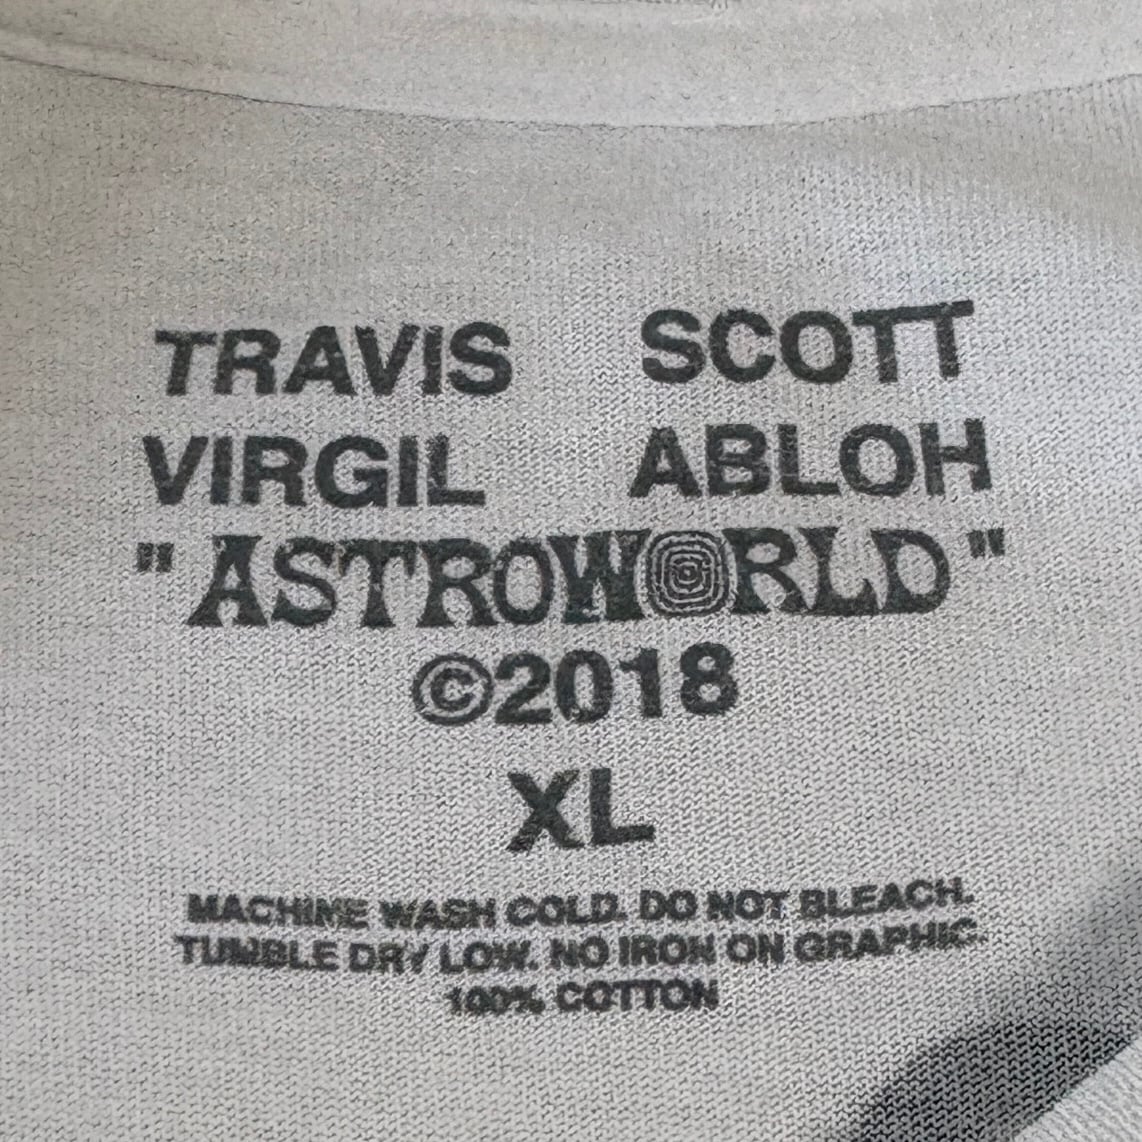 TRAVIS SCOTT
VIRGIL ABLOH
"ASTROWORLD"
©2018
XL
MACHINE WASH COLD. DO NOT BLEACH.
TUMBLE DRY LOW. NO IRON ON GRAPHIC.
100% COTTON